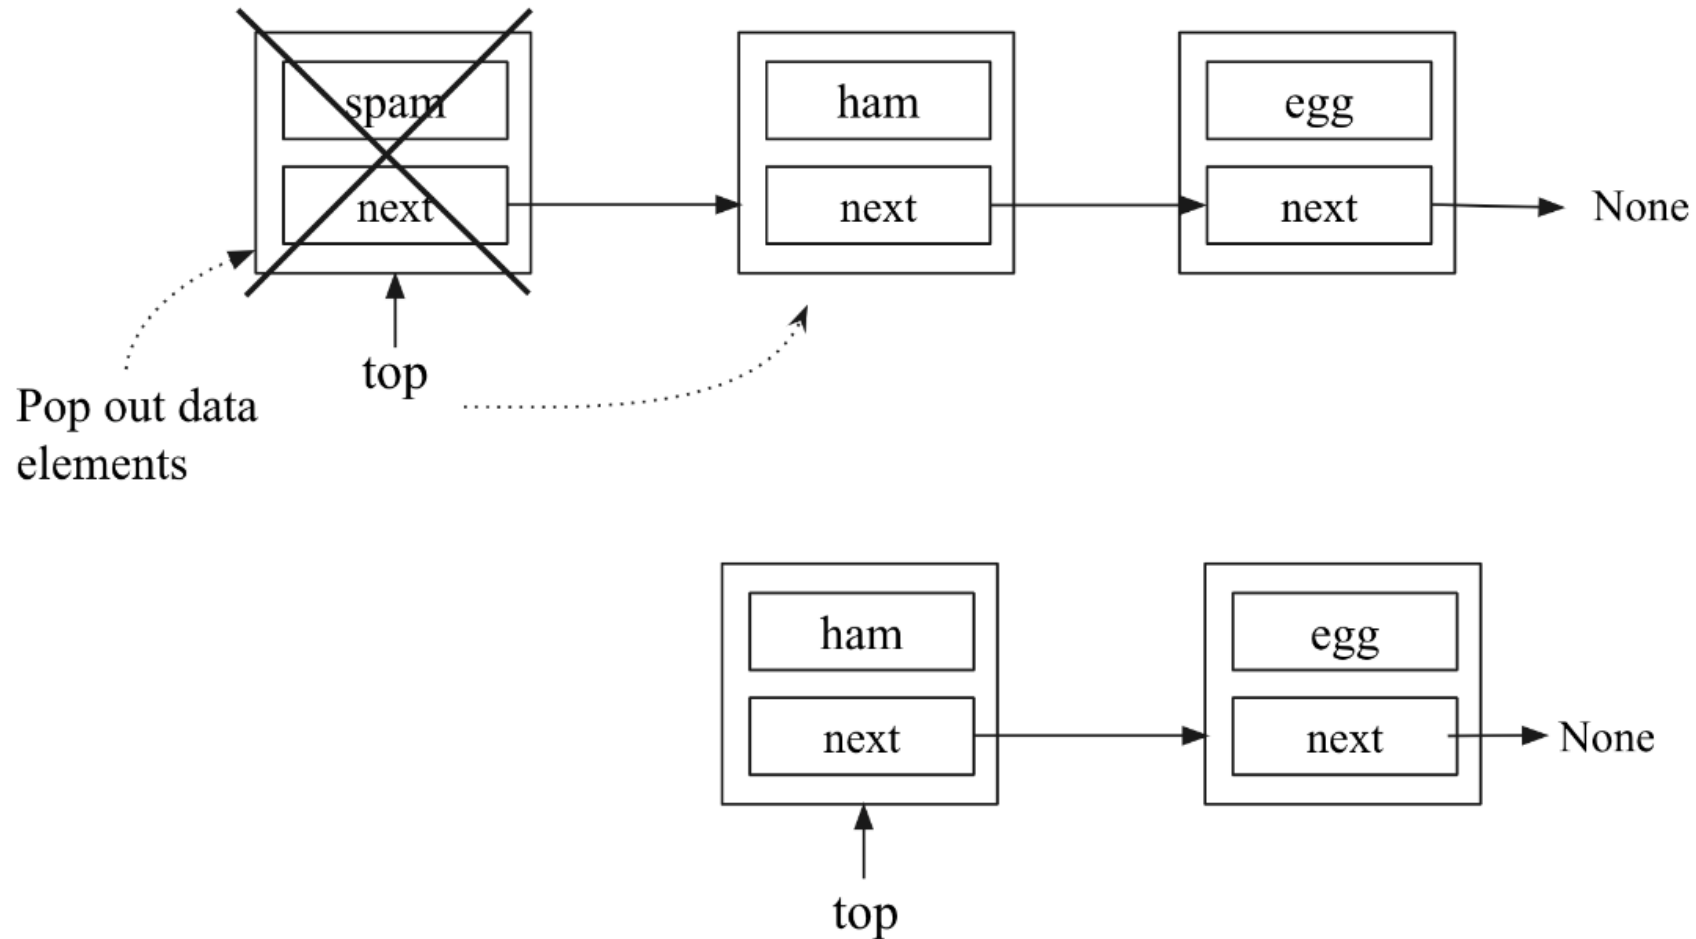 spam
ham
egg
next
next
next
None
top
Pop out data
elements
ham
egg
next
next
None
top